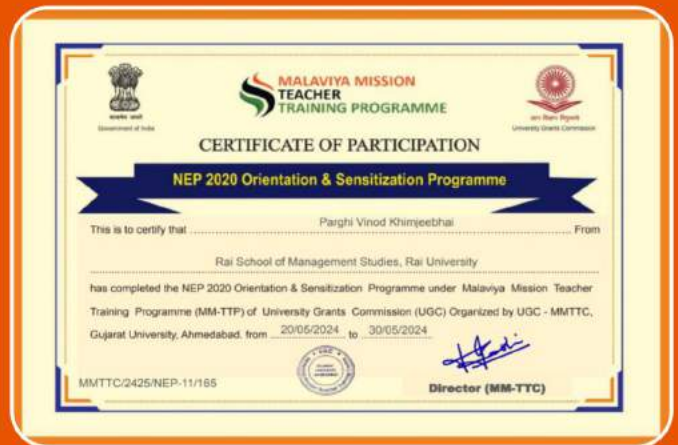 MALAVIYA MISSION
TEACHER
TRAINING PROGRAMME
सत्यमेव जयते
Government of India
ज्ञान विज्ञान विमुक्तये
University Grants Commission
CERTIFICATE OF PARTICIPATION
NEP 2020 Orientation & Sensitization Programme
This is to certify that Parghi Vinod Khimjeebhai From
Rai School of Management Studies, Rai University
has completed the NEP 2020 Orientation & Sensitization Programme under Malaviya Mission Teacher
Training Programme (MM-TTP) of University Grants Commission (UGC) Organized by UGC - MMTTC,
Gujarat University, Ahmedabad. from 20/05/2024 to 30/05/2024
MMTTC/2425/NEP-11/165
Director (MM-TTC)